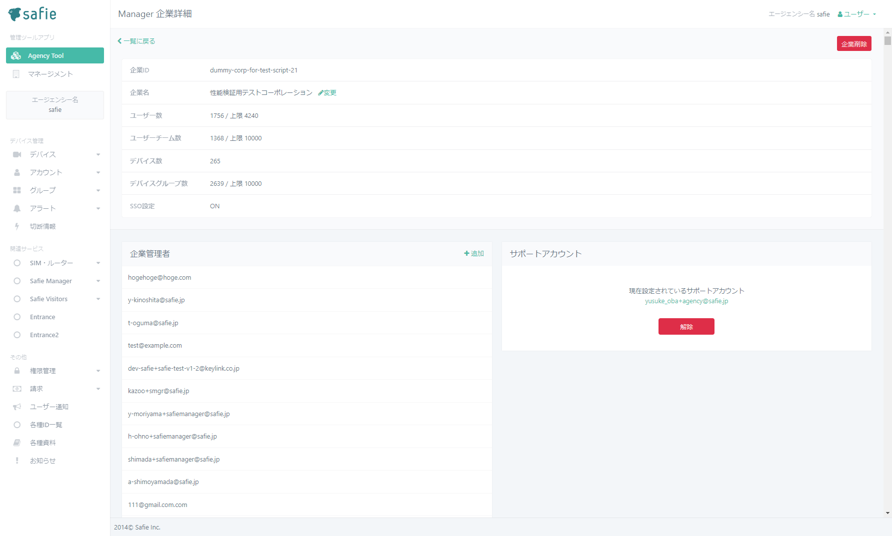 safie
管理ツールアプリ
Agency Tool
マネージメント
エージェンシー名
safie
デバイス管理
デバイス
アカウント
グループ
アラート
切断情報
関連サービス
SIM・ルーター
Safie Manager
Safie Visitors
Entrance
Entrance2
その他
権限管理
請求
ユーザー通知
各種ID一覧
各種資料
お知らせ
Manager 企業詳細
エージェンシー名 safie
ユーザー
一覧に戻る
企業削除
企業ID dummy-corp-for-test-script-21
企業名 性能検証用テストコーポレーション 変更
ユーザー数 1756 / 上限 4240
ユーザーチーム数 1368 / 上限 10000
デバイス数 265
デバイスグループ数 2639 / 上限 10000
SSO設定 ON
企業管理者
追加
hogehoge@hoge.com
y-kinoshita@safie.jp
t-oguma@safie.jp
test@example.com
dev-safie+safie-test-v1-2@keylink.co.jp
kazoo+smgr@safie.jp
y-moriyama+safiemanager@safie.jp
h-ohno+safiemanager@safie.jp
shimada+safiemanager@safie.jp
a-shimoyamada@safie.jp
111@gmail.com.com
サポートアカウント
現在設定されているサポートアカウント
yusuke_oba+agency@safie.jp
解除
2014© Safie Inc.